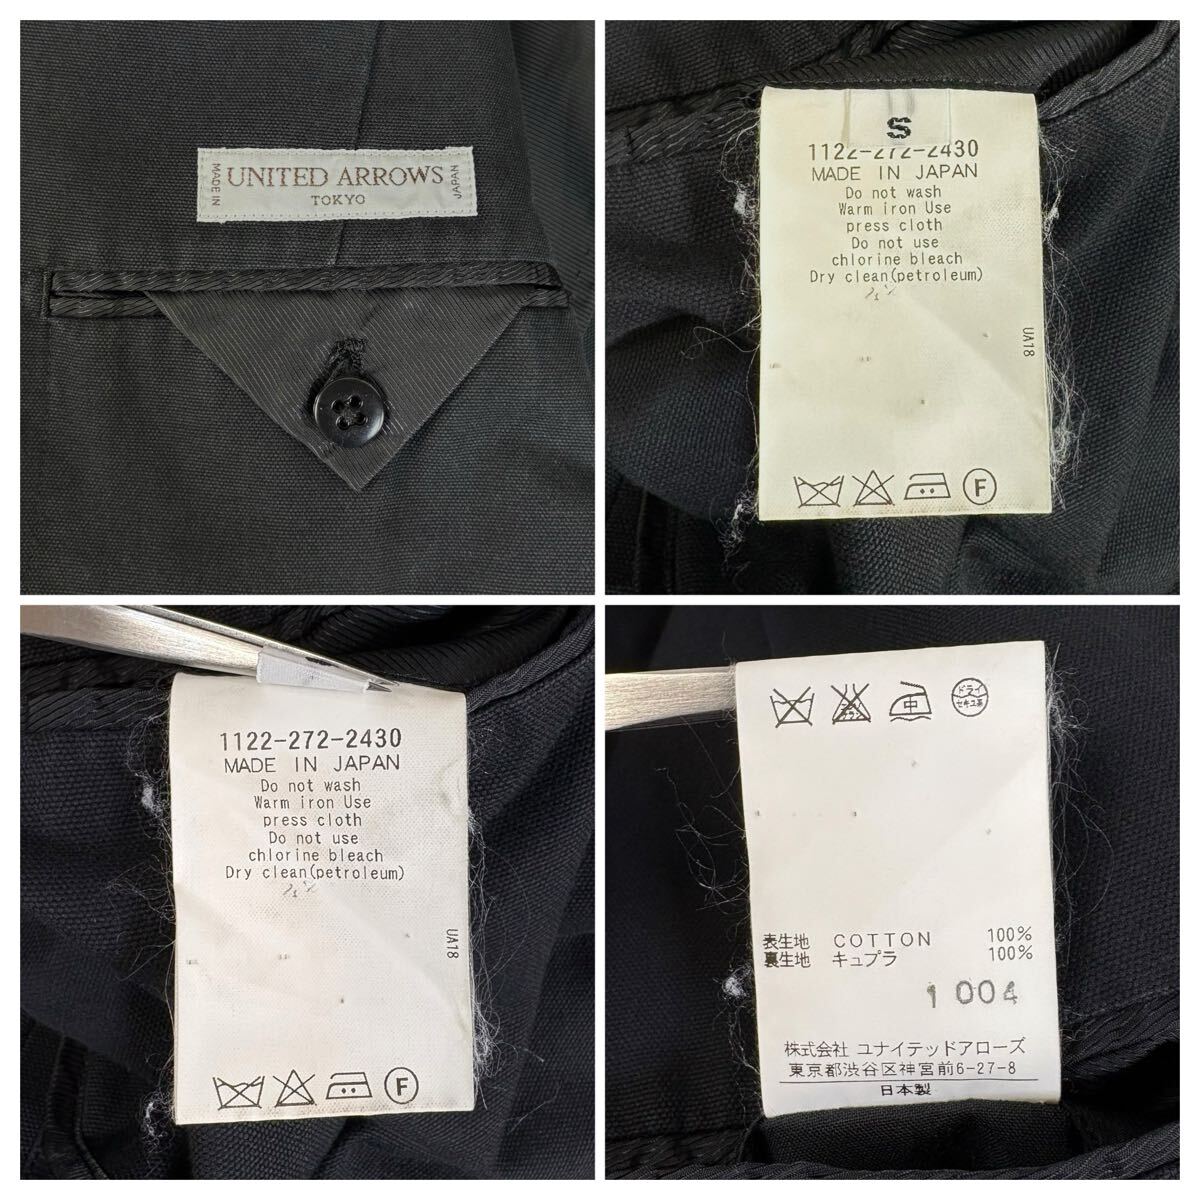 MADE IN
UNITED ARROWS
TOKYO
JAPAN
S
1122-272-2430
MADE IN JAPAN
Do not wash
Warm iron Use
press cloth
Do not use
chlorine bleach
Dry clean(petroleum)
UA18
F
1122-272-2430
MADE IN JAPAN
Do not wash
Warm iron Use
press cloth
Do not use
chlorine bleach
Dry clean(petroleum)
UA18
F
中
ドライ
セキユ系
表生地 COTTON 100%
裏生地 キュプラ 100%
1 004
株式会社 ユナイテッドアローズ
東京都渋谷区神宮前6-27-8
日本製